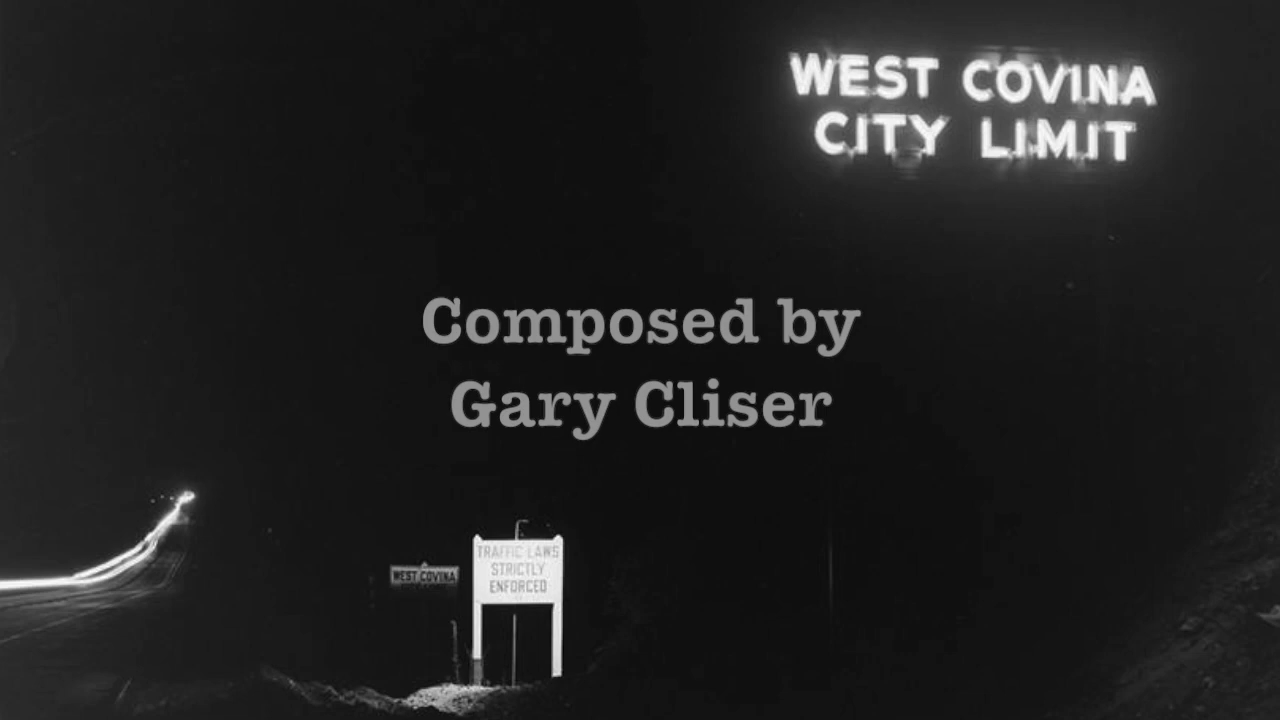 WEST COVINA
CITY LIMIT
Composed by
Gary Cliser
TRAFFIC LAWS
STRICTLY
ENFORCED
WEST COVINA